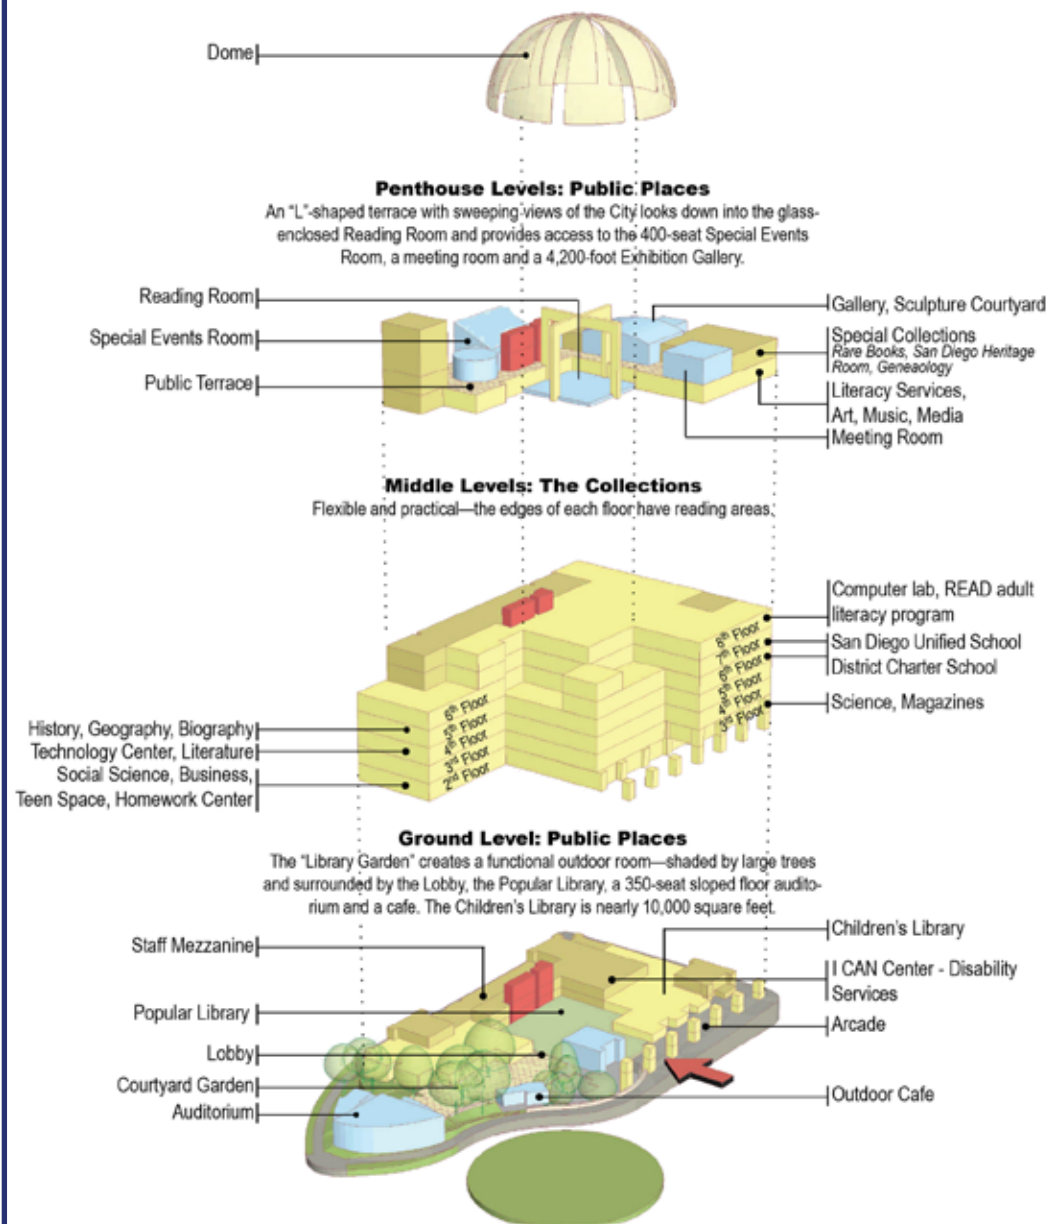 Dome
Penthouse Levels: Public Places
An “L”-shaped terrace with sweeping views of the City looks down into the glass-
enclosed Reading Room and provides access to the 400-seat Special Events
Room, a meeting room and a 4,200-foot Exhibition Gallery.
Reading Room
Special Events Room
Public Terrace
Gallery, Sculpture Courtyard
Special Collections
Rare Books, San Diego Heritage
Room, Geneaology
Literacy Services,
Art, Music, Media
Meeting Room
Middle Levels: The Collections
Flexible and practical—the edges of each floor have reading areas.
Computer lab, READ adult
literacy program
San Diego Unified School
District Charter School
Science, Magazines
8th Floor
7th Floor
6th Floor
5th Floor
4th Floor
3rd Floor
History, Geography, Biography
Technology Center, Literature
Social Science, Business,
Teen Space, Homework Center
6th Floor
5th Floor
4th Floor
3rd Floor
2nd Floor
Ground Level: Public Places
The “Library Garden” creates a functional outdoor room—shaded by large trees
and surrounded by the Lobby, the Popular Library, a 350-seat sloped floor audito-
rium and a cafe. The Children’s Library is nearly 10,000 square feet.
Staff Mezzanine
Popular Library
Lobby
Courtyard Garden
Auditorium
Children’s Library
I CAN Center - Disability
Services
Arcade
Outdoor Cafe